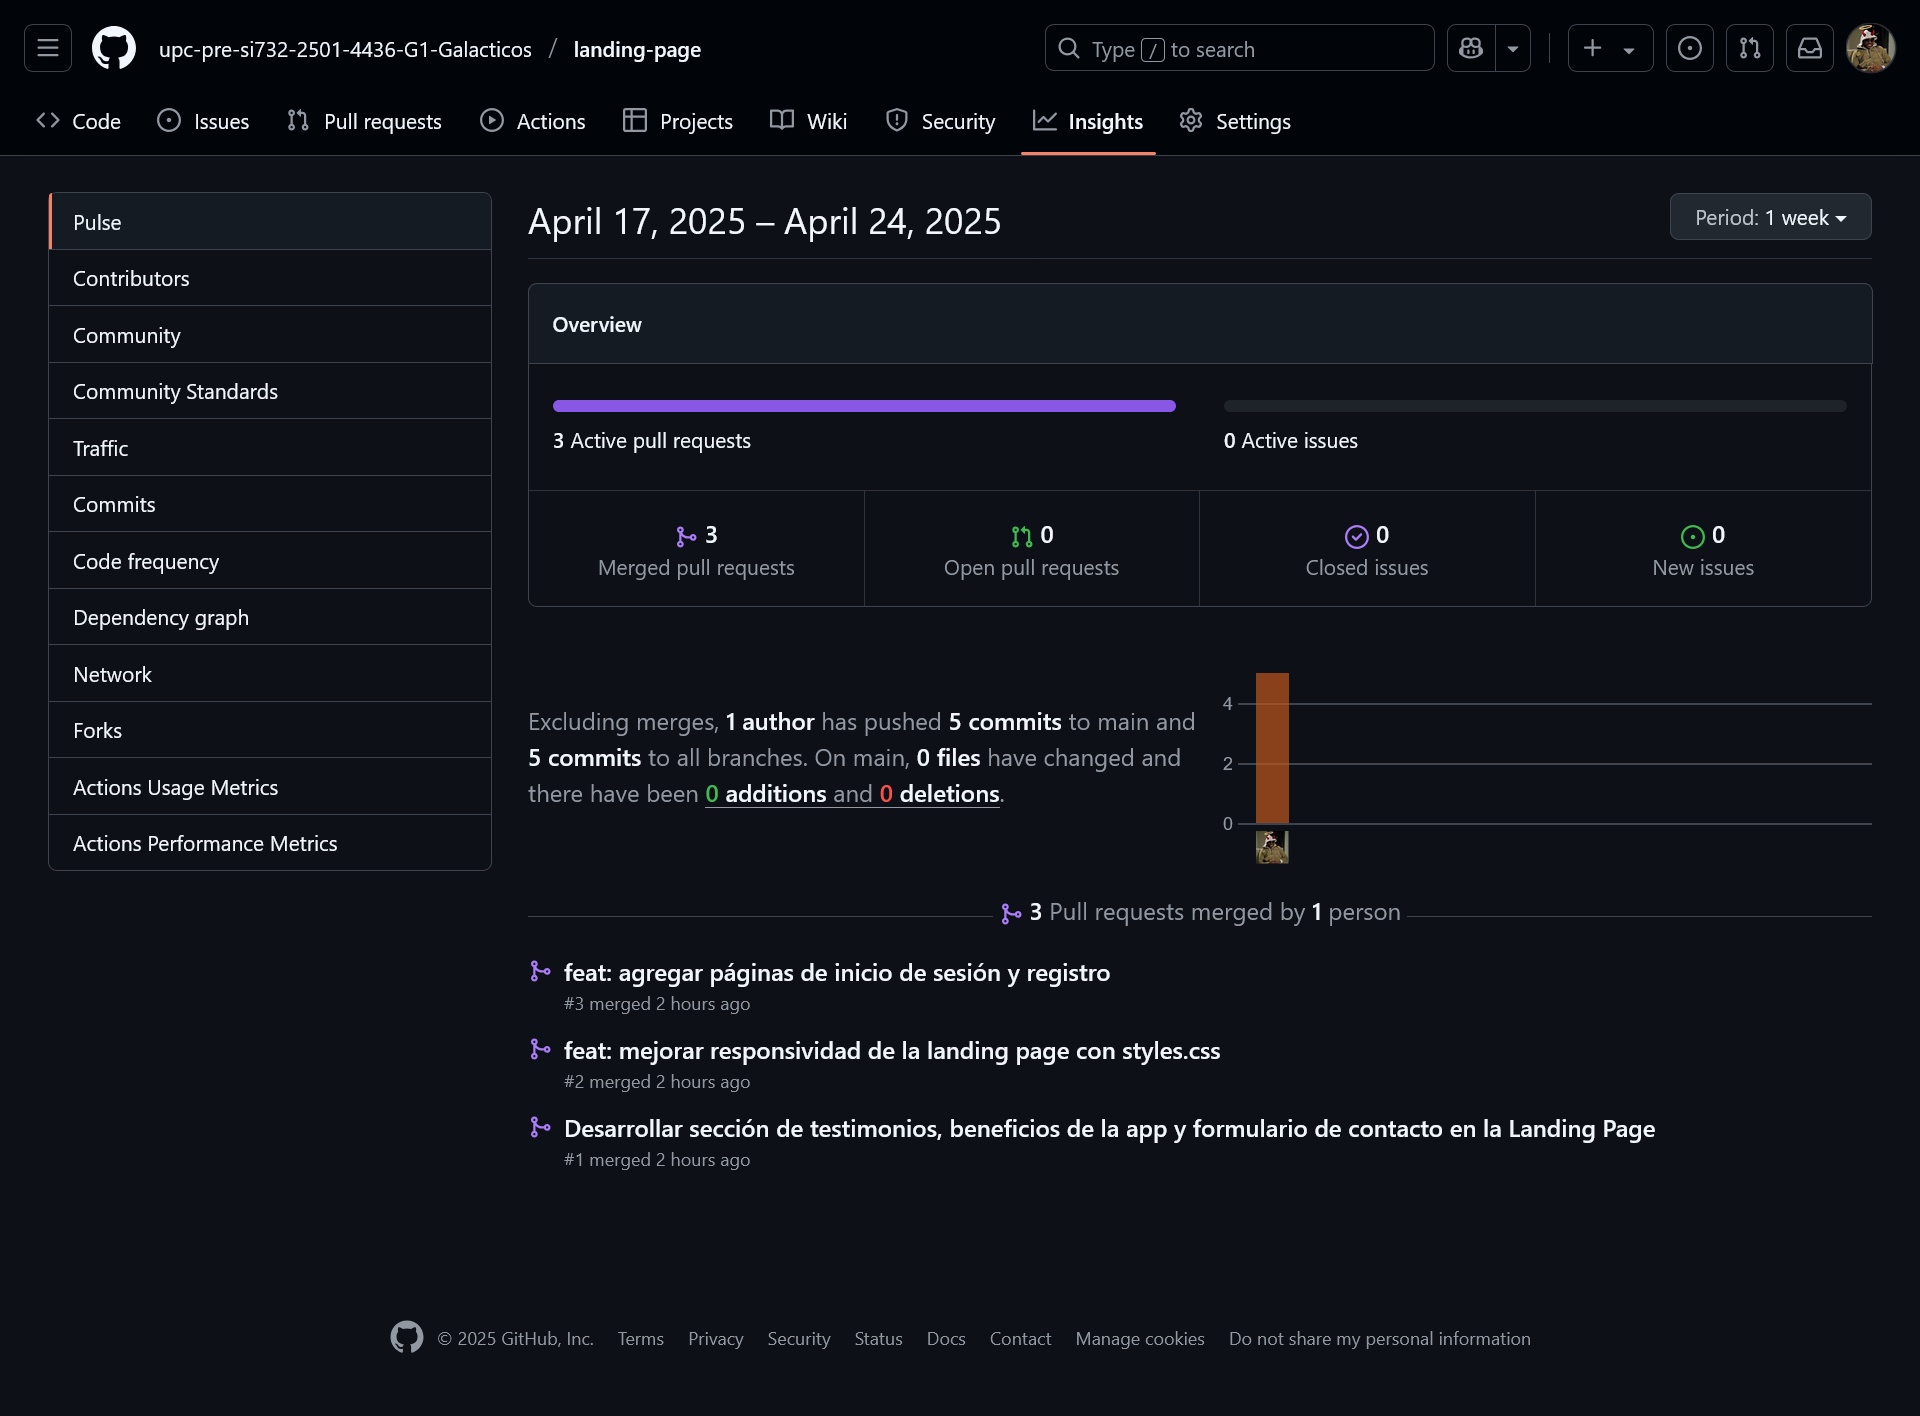 upc-pre-si732-2501-4436-G1-Galacticos / landing-page
Type / to search
Code Issues Pull requests Actions Projects Wiki Security Insights Settings
Pulse
Contributors
Community
Community Standards
Traffic
Commits
Code frequency
Dependency graph
Network
Forks
Actions Usage Metrics
Actions Performance Metrics
April 17, 2025 – April 24, 2025
Period: 1 week
Overview
3 Active pull requests
0 Active issues
3
Merged pull requests
0
Open pull requests
0
Closed issues
0
New issues
Excluding merges, 1 author has pushed 5 commits to main and
5 commits to all branches. On main, 0 files have changed and
there have been 0 additions and 0 deletions.
4
2
0
3 Pull requests merged by 1 person
feat: agregar páginas de inicio de sesión y registro
#3 merged 2 hours ago
feat: mejorar responsividad de la landing page con styles.css
#2 merged 2 hours ago
Desarrollar sección de testimonios, beneficios de la app y formulario de contacto en la Landing Page
#1 merged 2 hours ago
© 2025 GitHub, Inc. Terms Privacy Security Status Docs Contact Manage cookies Do not share my personal information